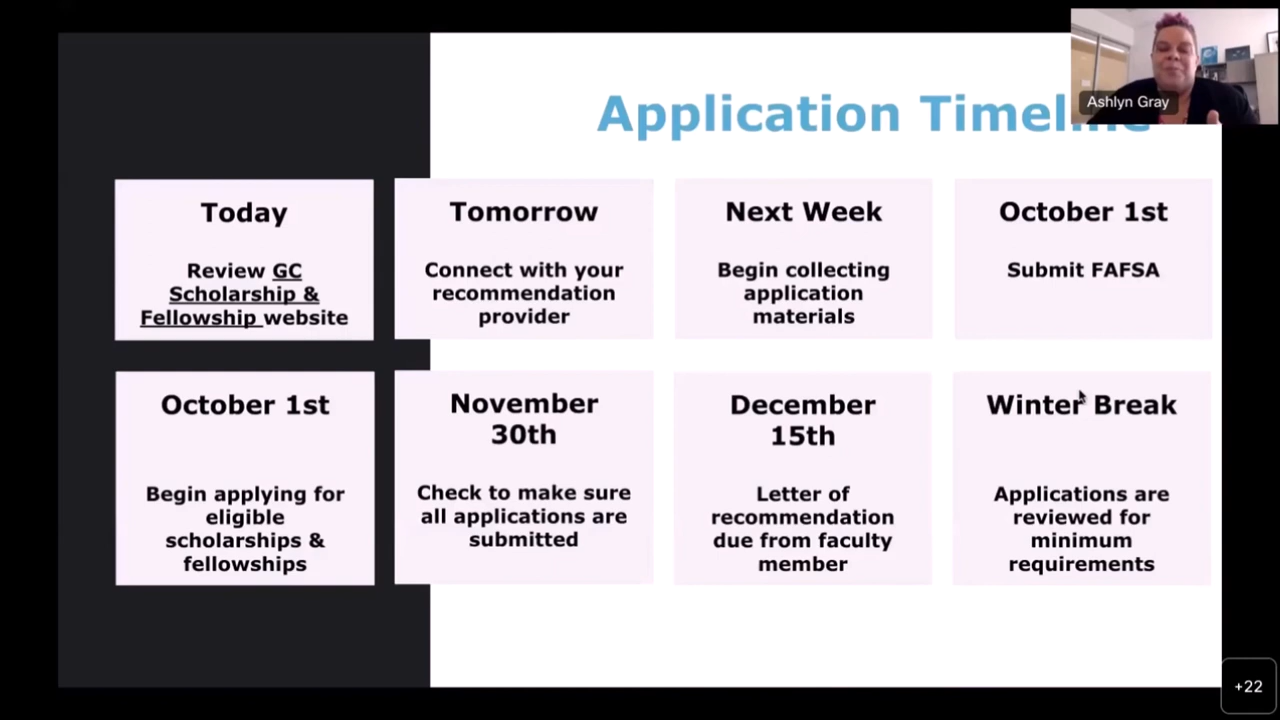 Application Timeline
Ashlyn Gray
Today
Review GC
Scholarship &
Fellowship website
Tomorrow
Connect with your
recommendation
provider
Next Week
Begin collecting
application
materials
October 1st
Submit FAFSA
October 1st
Begin applying for
eligible
scholarships &
fellowships
November
30th
Check to make sure
all applications are
submitted
December
15th
Letter of
recommendation
due from faculty
member
Winter Break
Applications are
reviewed for
minimum
requirements
+22